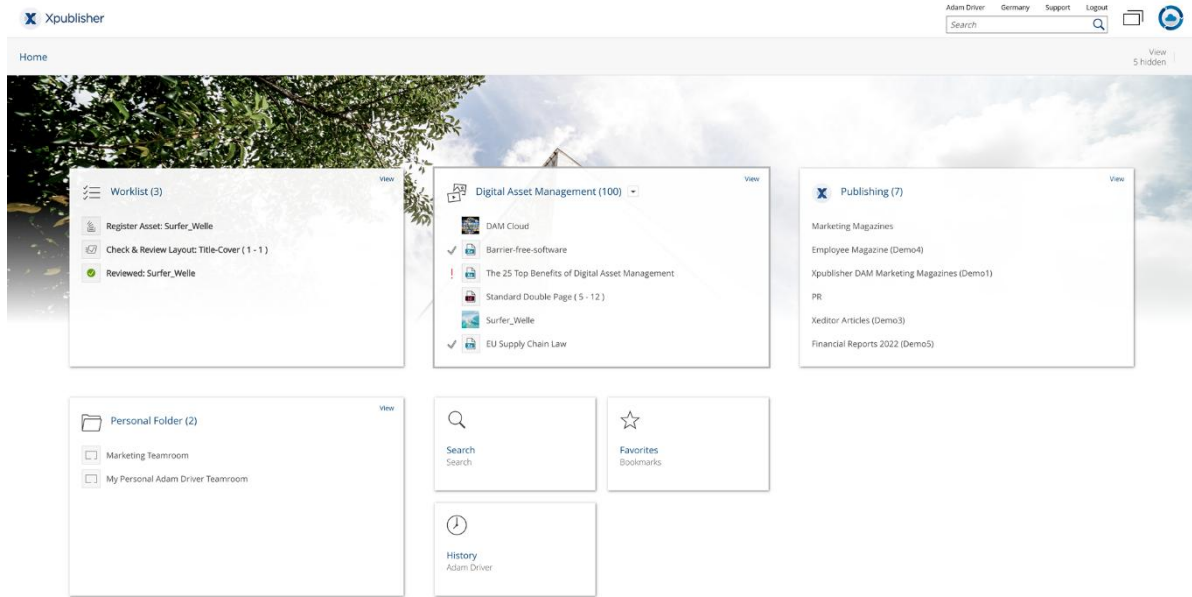 Xpublisher
Adam Driver Germany Support Logout
Search
Home
View
5 hidden
Worklist (3)
View
Register Asset: Surfer_Welle
Check & Review Layout: Title-Cover ( 1 - 1 )
Reviewed: Surfer_Welle
Digital Asset Management (100)
View
DAM Cloud
Barrier-free-software
The 25 Top Benefits of Digital Asset Management
Standard Double Page ( 5 - 12 )
Surfer_Welle
EU Supply Chain Law
Publishing (7)
View
Marketing Magazines
Employee Magazine (Demo4)
Xpublisher DAM Marketing Magazines (Demo1)
PR
Xeditor Articles (Demo3)
Financial Reports 2022 (Demo5)
Personal Folder (2)
View
Marketing Teamroom
My Personal Adam Driver Teamroom
Search
Search
Favorites
Bookmarks
History
Adam Driver